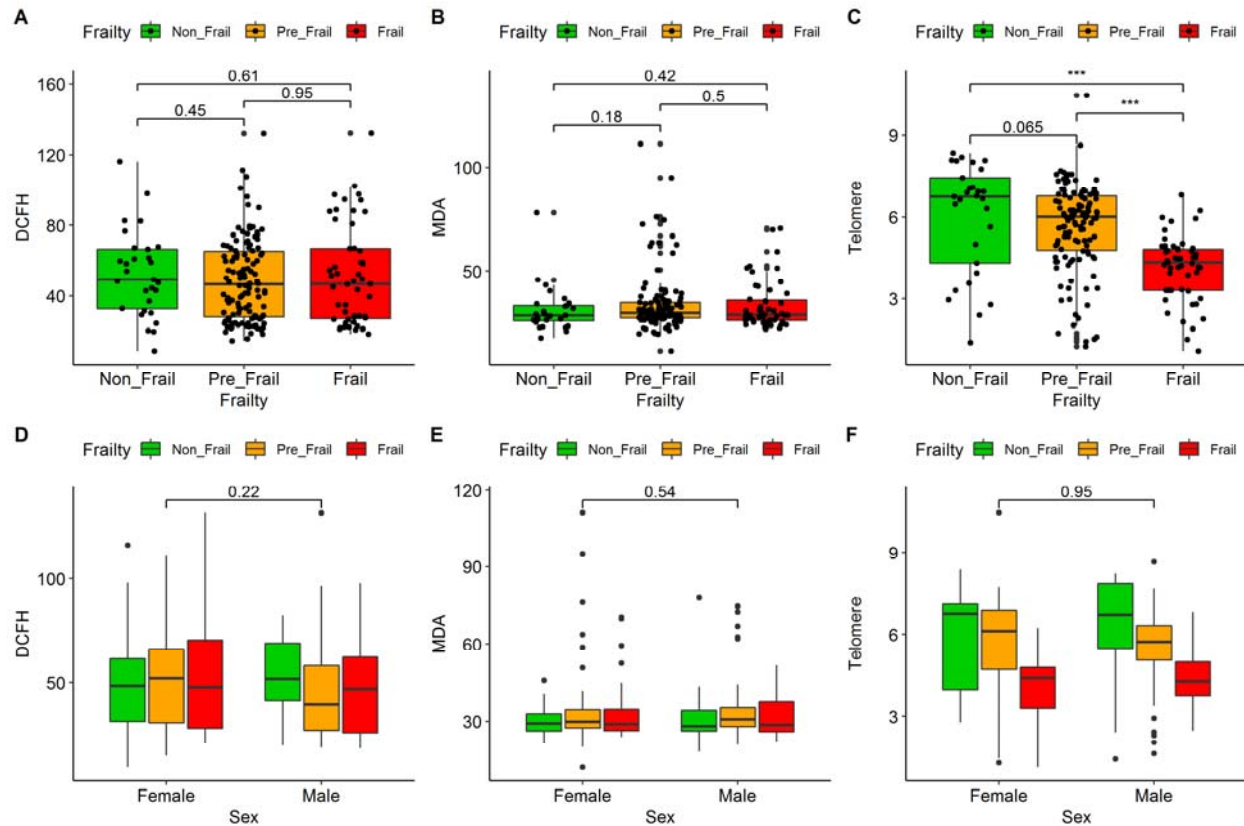 A
Frailty Non_Frail Pre_Frail Frail
DCFH
160
120
80
40
0.61
0.95
0.45
Non_Frail Pre_Frail Frail
Frailty
B
Frailty Non_Frail Pre_Frail Frail
MDA
100
50
0
0.42
0.5
0.18
Non_Frail Pre_Frail Frail
Frailty
C
Frailty Non_Frail Pre_Frail Frail
Telomere
9
6
3
***
***
0.065
Non_Frail Pre_Frail Frail
Frailty
D
Frailty Non_Frail Pre_Frail Frail
DCFH
100
50
0.22
Female Male
Sex
E
Frailty Non_Frail Pre_Frail Frail
MDA
120
90
60
30
0.54
Female Male
Sex
F
Frailty Non_Frail Pre_Frail Frail
Telomere
9
6
3
0.95
Female Male
Sex